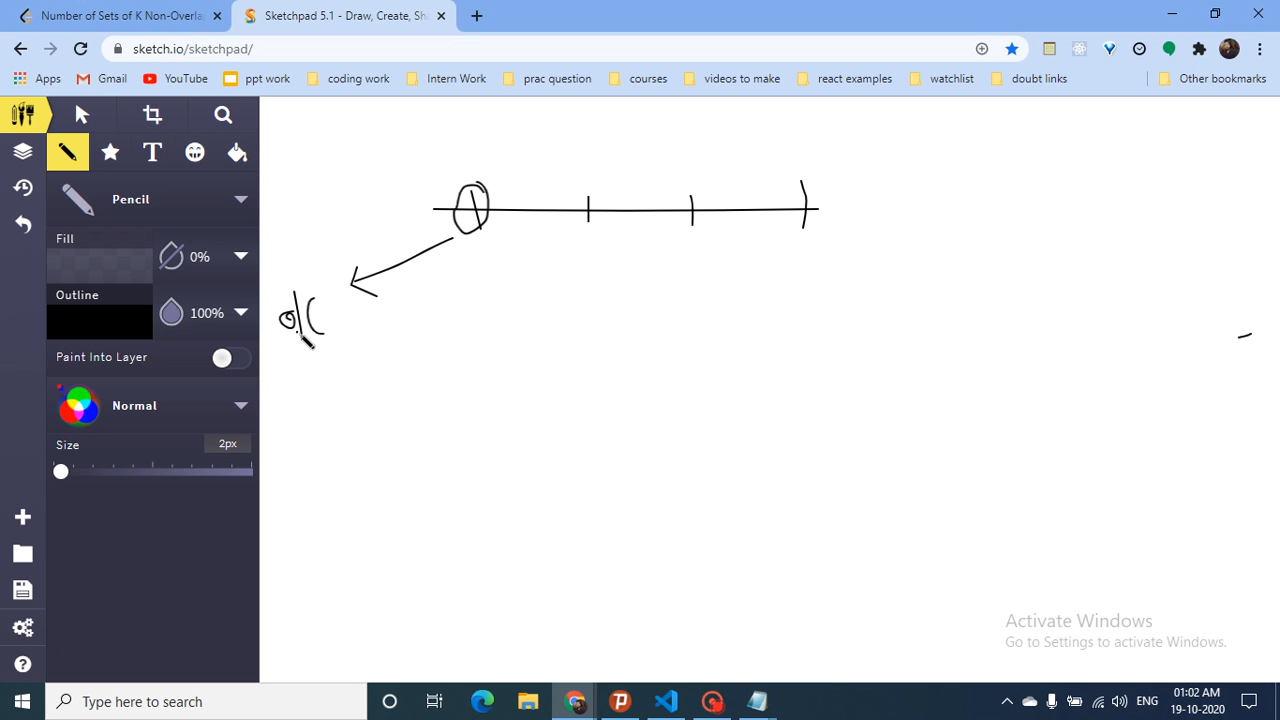 Number of Sets of K Non-Overla
Sketchpad 5.1 - Draw, Create, Sh
sketch.io/sketchpad/
Apps Gmail YouTube ppt work coding work Intern Work prac question courses videos to make react examples watchlist doubt links Other bookmarks
Pencil
Fill
0%
Outline
100%
Paint Into Layer
Normal
Size 2px
Activate Windows
Go to Settings to activate Windows.
Type here to search
ENG
01:02 AM
19-10-2020